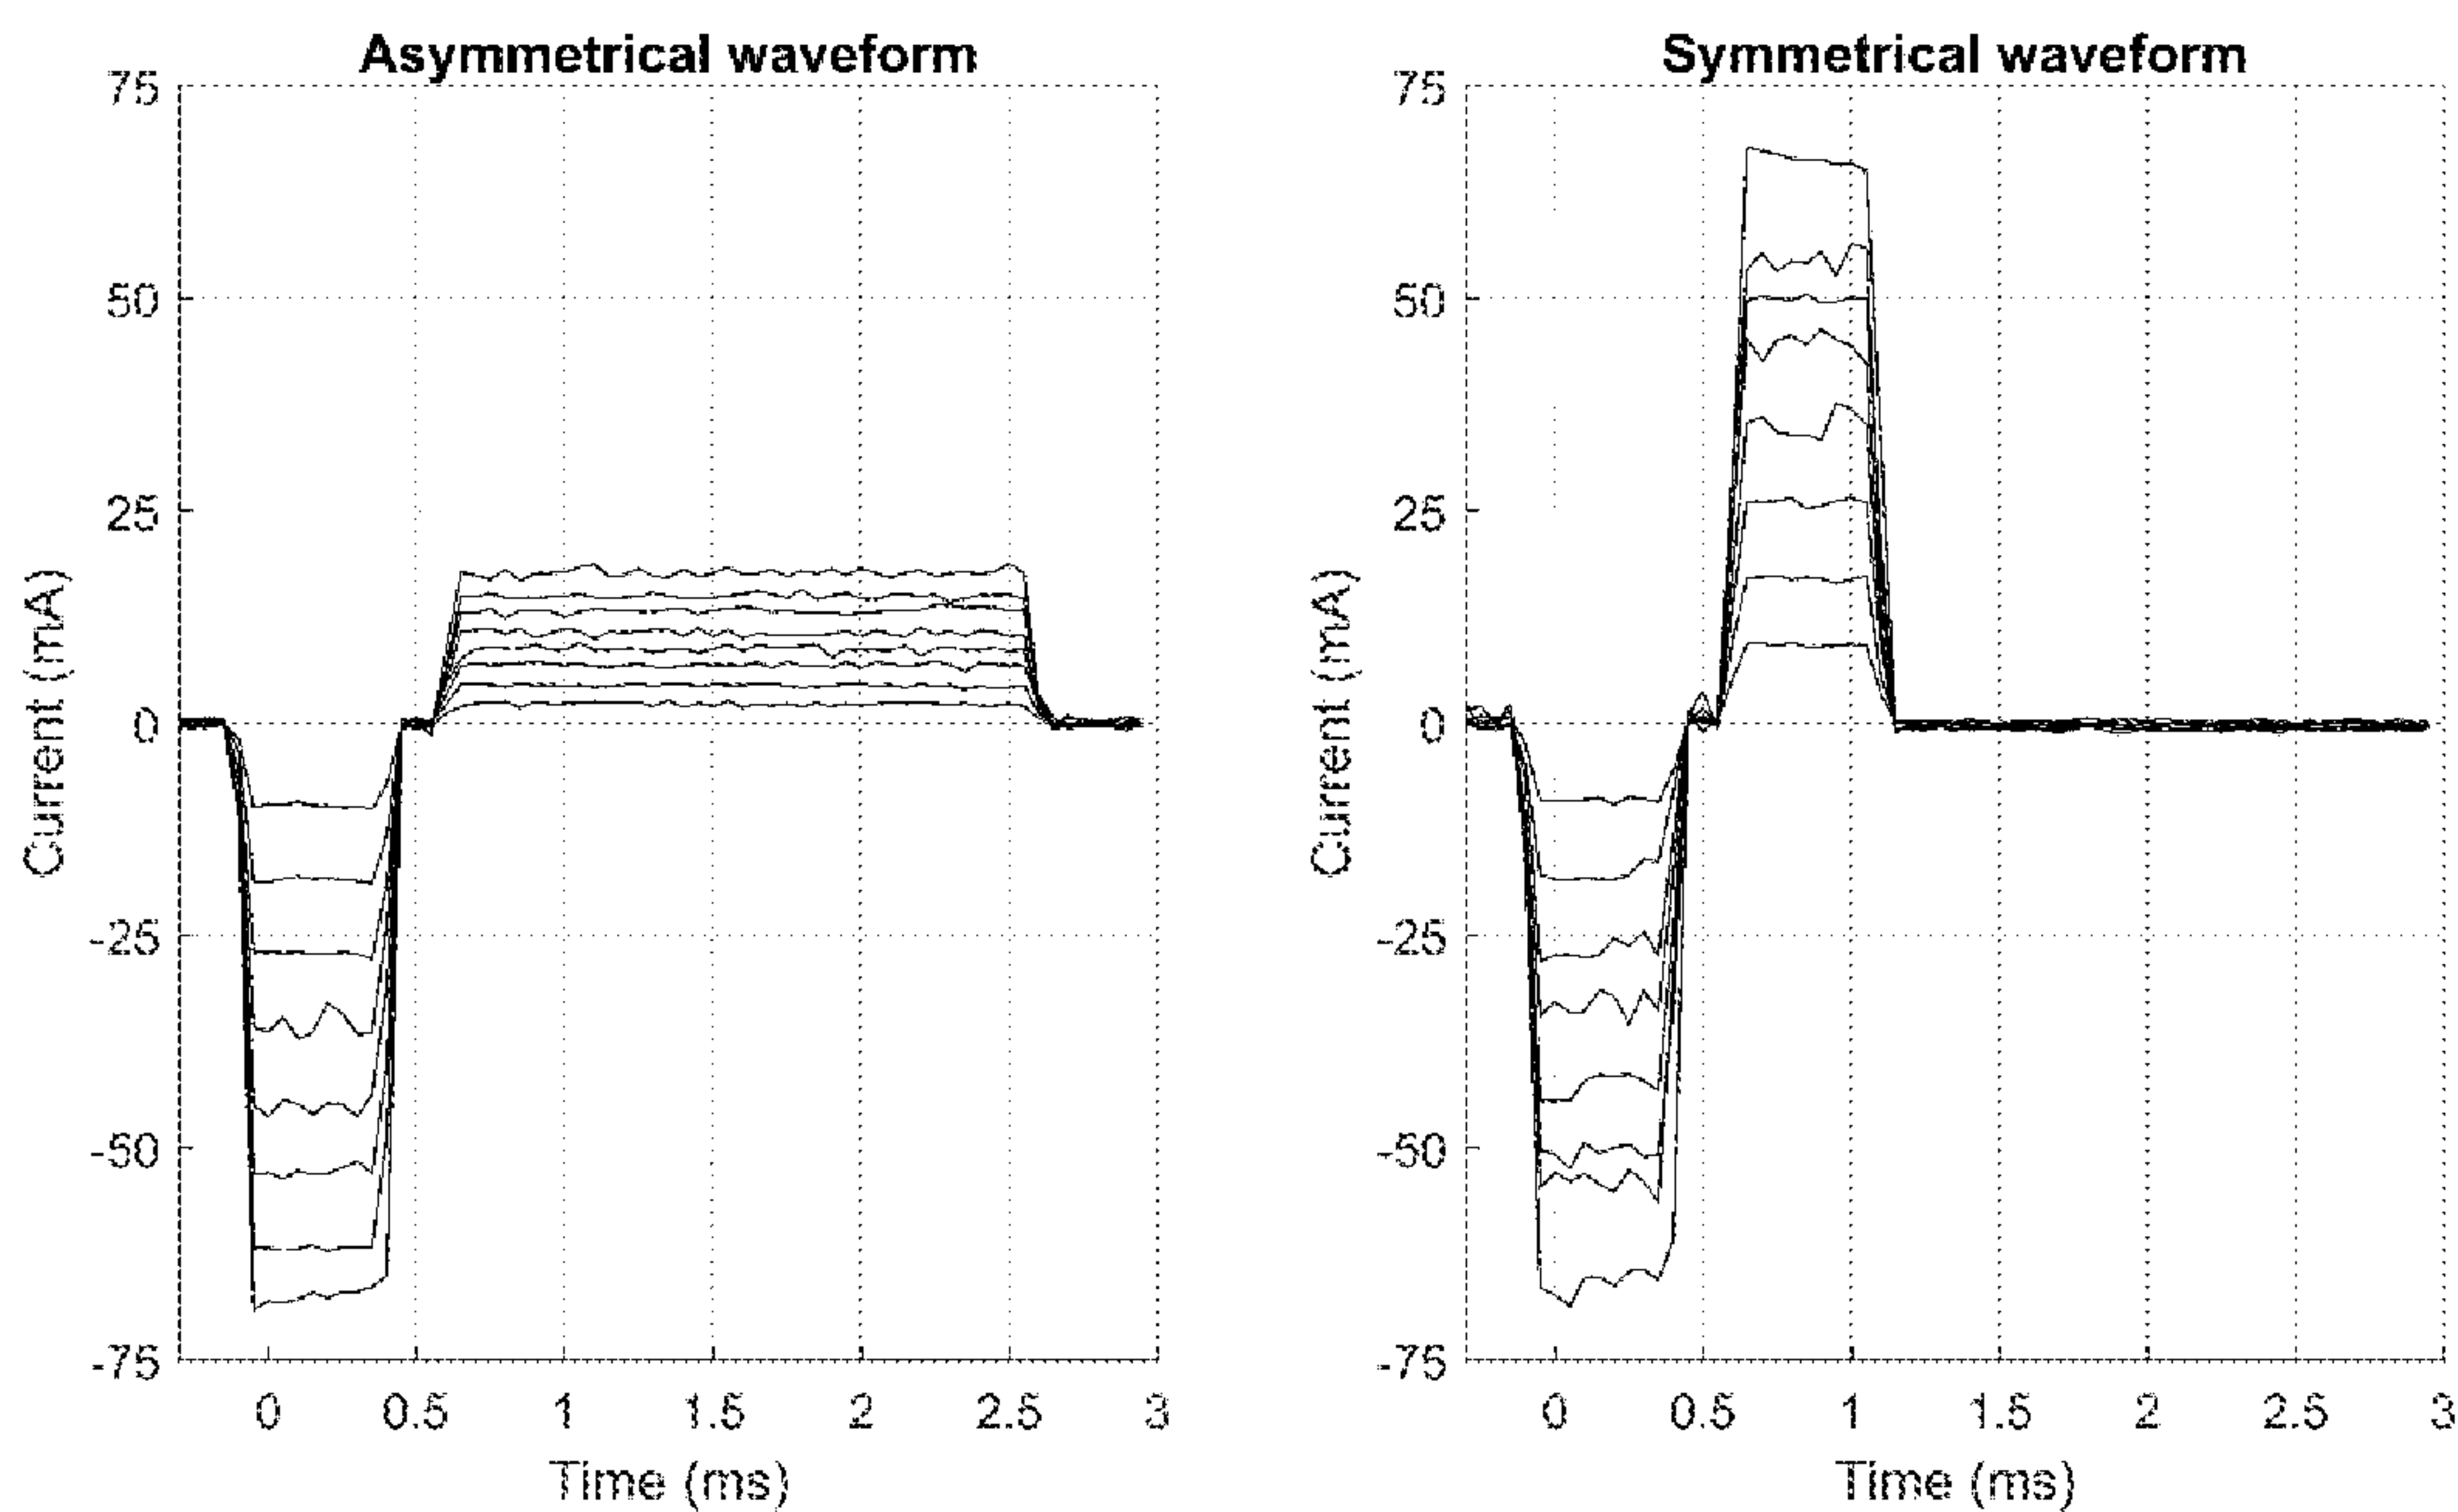 Asymmetrical waveform
75
50
25
0
-25
-50
-75
Current (mA)
0 0.5 1 1.5 2 2.5 3
Time (ms)
Symmetrical waveform
75
50
25
0
-25
-50
-75
Current (mA)
0 0.5 1 1.5 2 2.5 3
Time (ms)